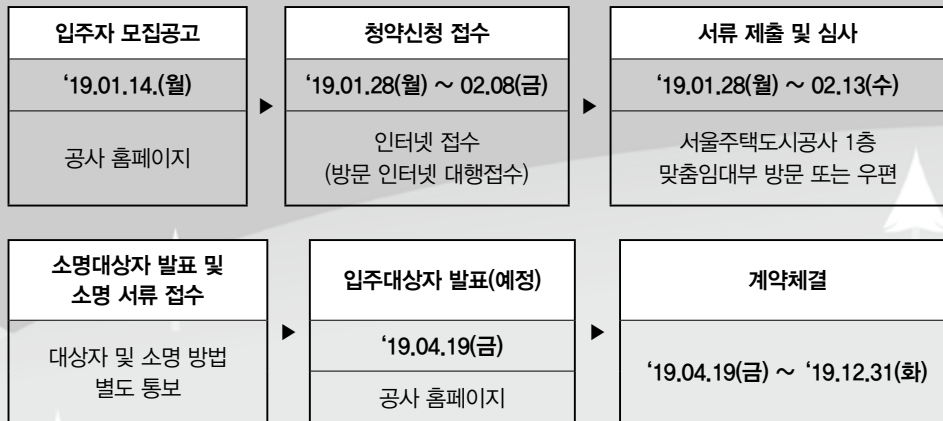 입주자 모집공고
‘19.01.14.(월)
공사 홈페이지
▶
청약신청 접수
‘19.01.28(월) ~ 02.08(금)
인터넷 접수
(방문 인터넷 대행접수)
▶
서류 제출 및 심사
‘19.01.28(월) ~ 02.13(수)
서울주택도시공사 1층
맞춤임대부 방문 또는 우편
소명대상자 발표 및
소명 서류 접수
대상자 및 소명 방법
별도 통보
▶
입주대상자 발표(예정)
‘19.04.19(금)
공사 홈페이지
▶
계약체결
‘19.04.19(금) ~ ‘19.12.31(화)